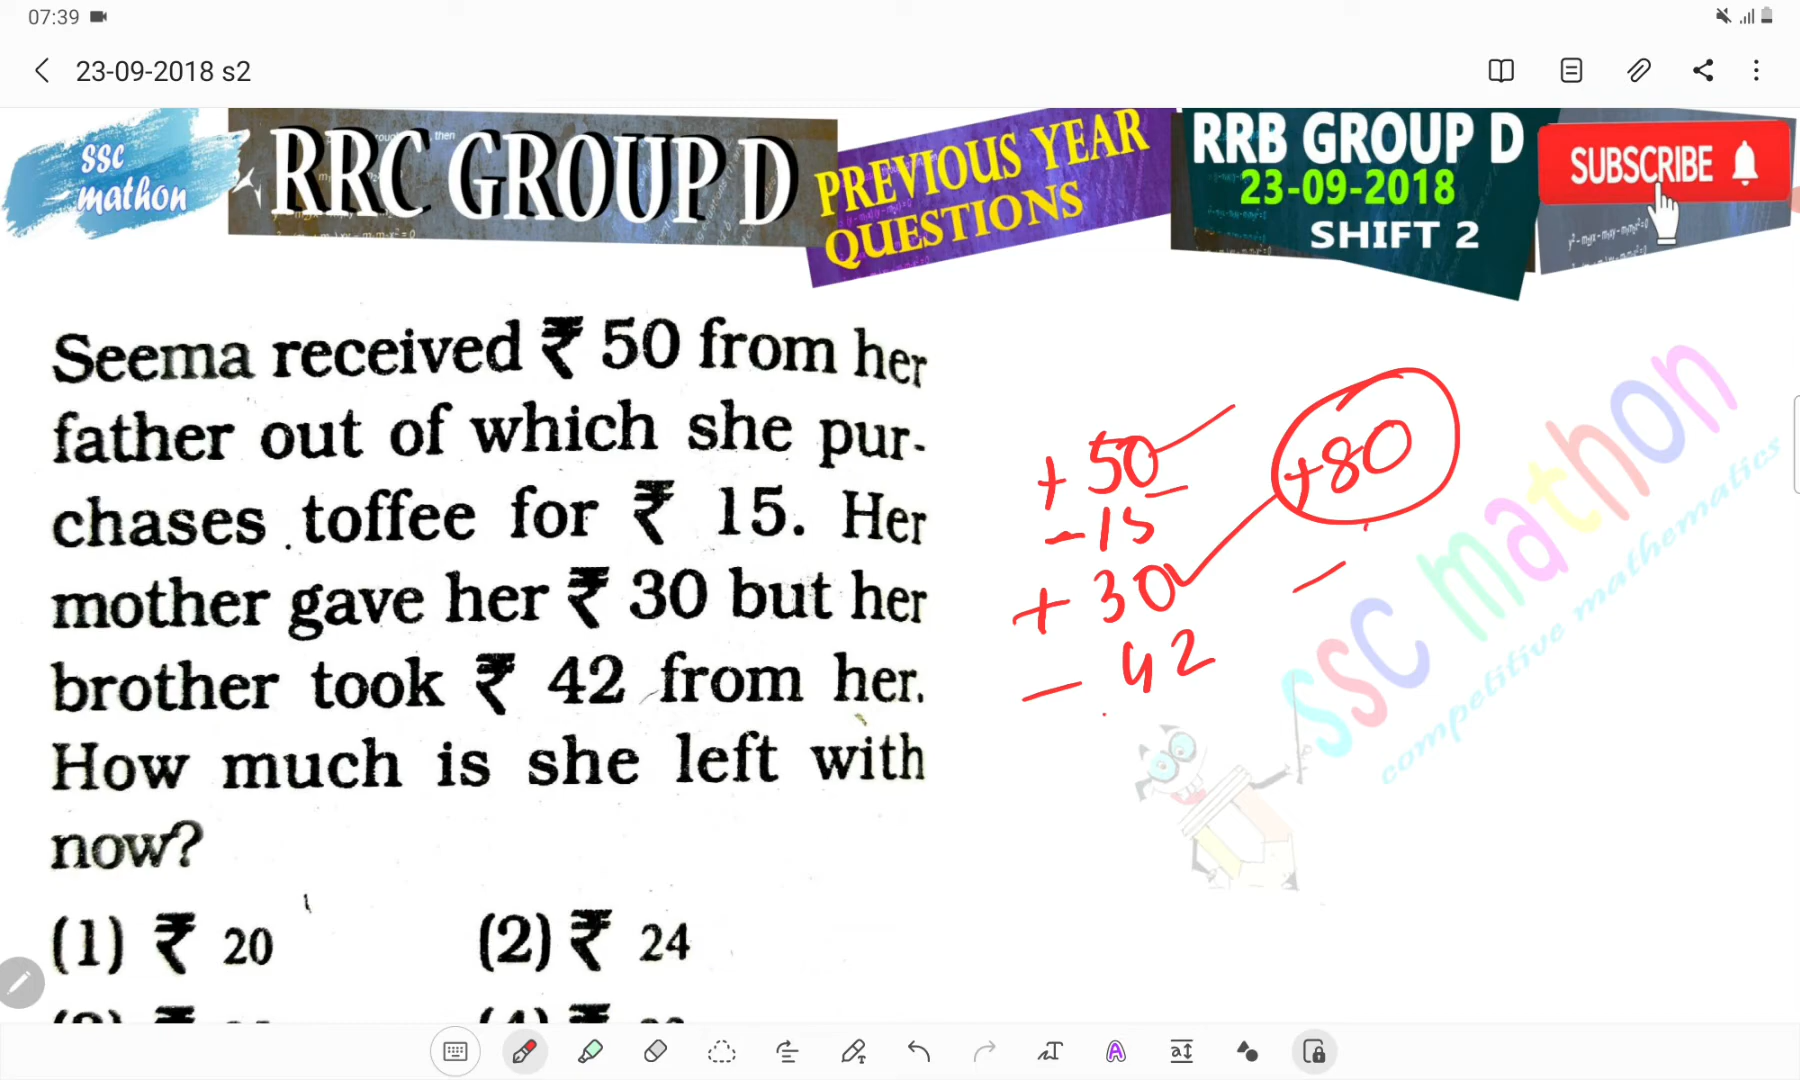 07:39
23-09-2018 s2
SSC
mathon
RRC GROUP D
PREVIOUS YEAR
QUESTIONS
RRB GROUP D
23-09-2018
SHIFT 2
SUBSCRIBE
Seema received ₹ 50 from her
father out of which she pur-
chases toffee for ₹ 15. Her
mother gave her ₹ 30 but her
brother took ₹ 42 from her.
How much is she left with
now?
(1) ₹ 20
(2) ₹ 24
+ 50
- 15
+ 30
- 42
+80
SSC mathon
competitive mathematics